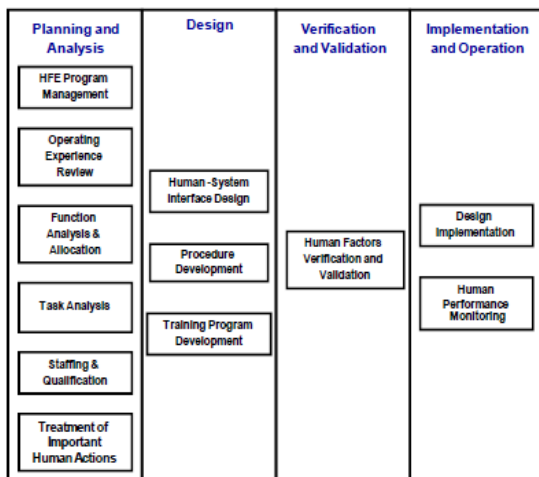 Planning and
Analysis
HFE Program
Management
Operating
Experience
Review
Function
Analysis &
Allocation
Task Analysis
Staffing &
Qualification
Treatment of
Important
Human Actions
Design
Human -System
Interface Design
Procedure
Development
Training Program
Development
Verification
and Validation
Human Factors
Verification and
Validation
Implementation
and Operation
Design
Implementation
Human
Performance
Monitoring